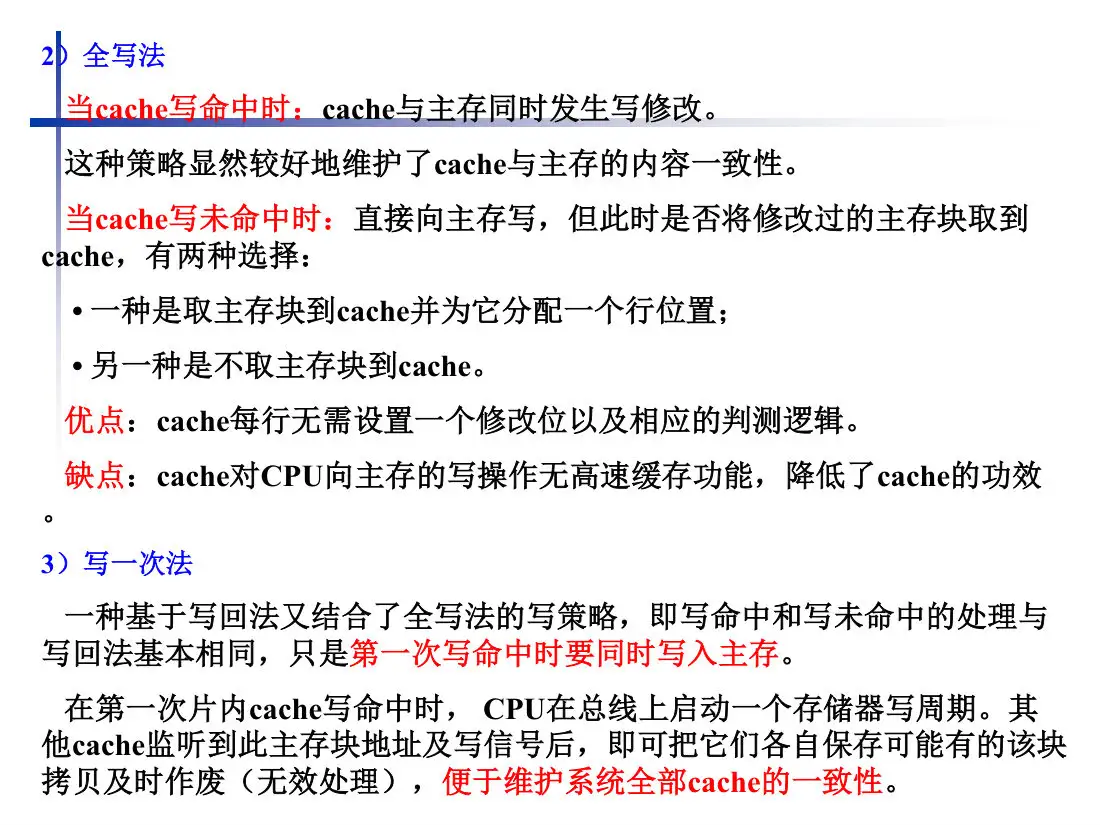 2）全写法
当cache写命中时：cache与主存同时发生写修改。
这种策略显然较好地维护了cache与主存的内容一致性。
当cache写未命中时：直接向主存写，但此时是否将修改过的主存块取到
cache，有两种选择：
• 一种是取主存块到cache并为它分配一个行位置；
• 另一种是不取主存块到cache。
优点：cache每行无需设置一个修改位以及相应的判测逻辑。
缺点：cache对CPU向主存的写操作无高速缓存功能，降低了cache的功效
。
3）写一次法
一种基于写回法又结合了全写法的写策略，即写命中和写未命中的处理与
写回法基本相同，只是第一次写命中时要同时写入主存。
在第一次片内cache写命中时， CPU在总线上启动一个存储器写周期。其
他cache监听到此主存块地址及写信号后，即可把它们各自保存可能有的该块
拷贝及时作废（无效处理），便于维护系统全部cache的一致性。